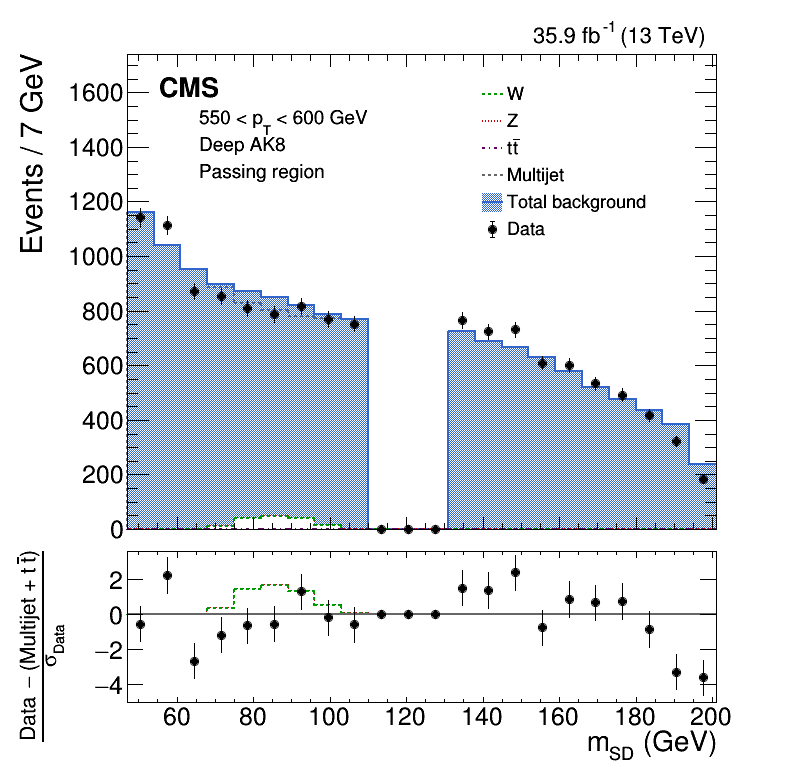 35.9 fb⁻¹ (13 TeV)
CMS
550 < p_T < 600 GeV
Deep AK8
Passing region
W
Z
tt̄
Multijet
Total background
Data
Events / 7 GeV
1600
1400
1200
1000
800
600
400
200
0
Data − (Multijet + t t̄)
σ_Data
2
0
−2
−4
60 80 100 120 140 160 180 200
m_SD (GeV)